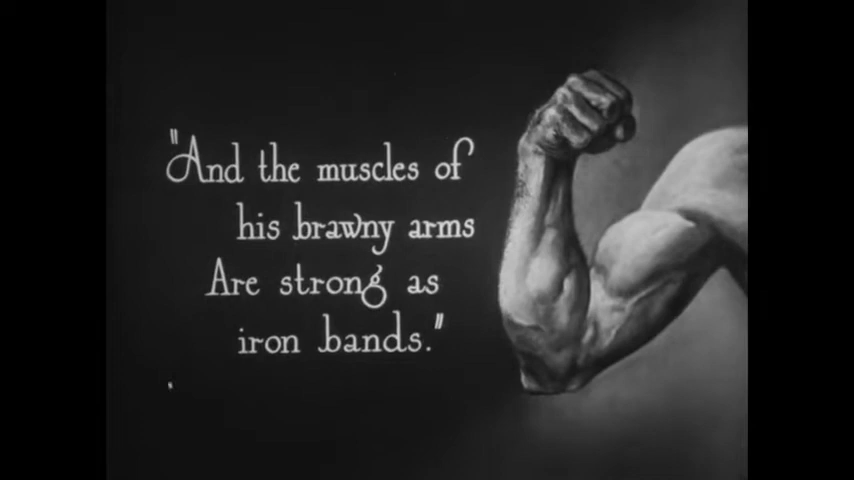 "And the muscles of
his brawny arms
Are strong as
iron bands."